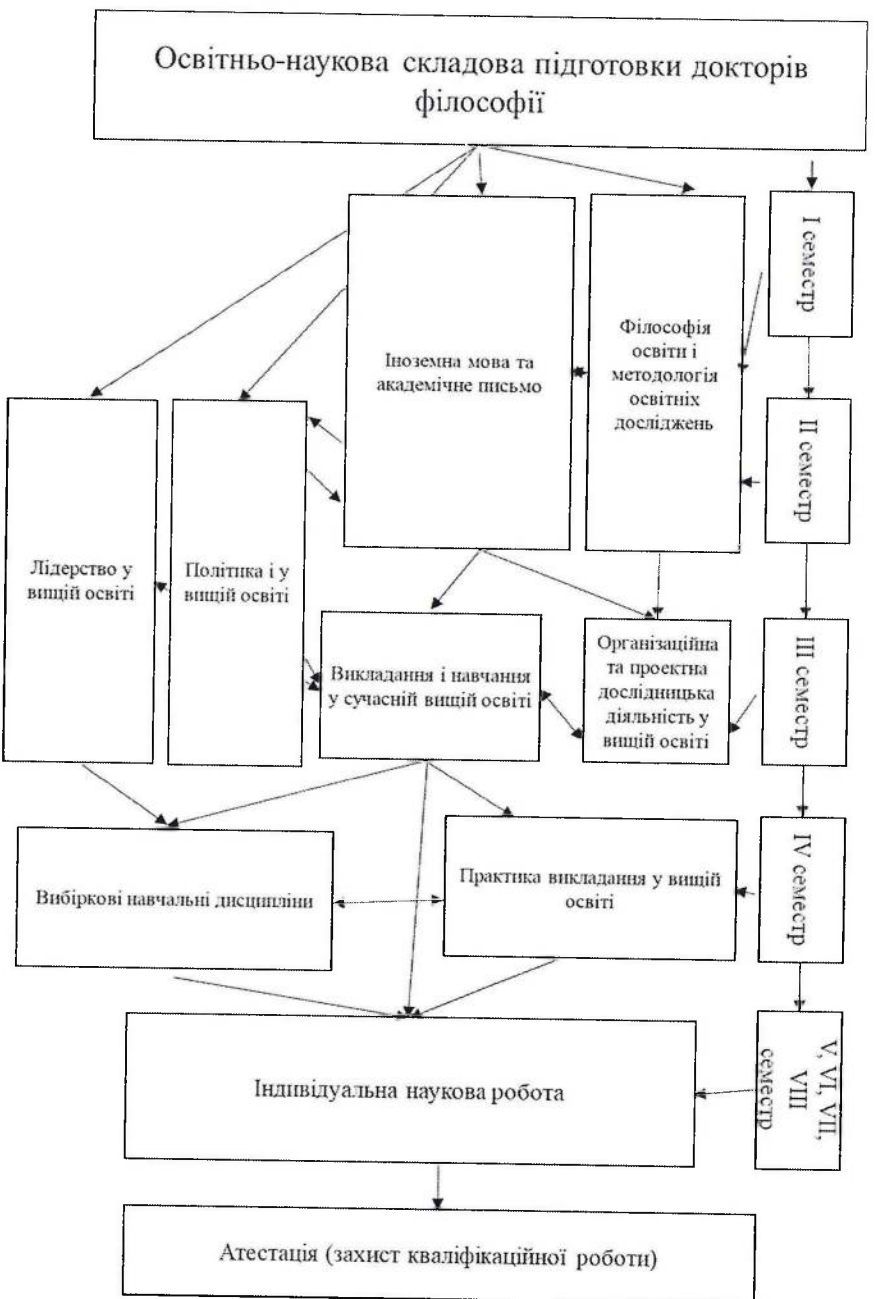 Освітньо-наукова складова підготовки докторів
філософії
І семестр
Іноземна мова та
академічне письмо
Філософія
освіти і
методологія
освітніх
досліджень
ІІ семестр
Лідерство у
вищій освіті
Політика і у
вищій освіті
Викладання і навчання
у сучасній вищій освіті
Організаційна
та проектна
дослідницька
діяльність у
вищій освіті
ІІІ семестр
Вибіркові навчальні дисципліни
Практика викладання у вищій
освіті
IV семестр
Індивідуальна наукова робота
V, VI, VII,
VIII
семестр
Атестація (захист кваліфікаційної роботи)